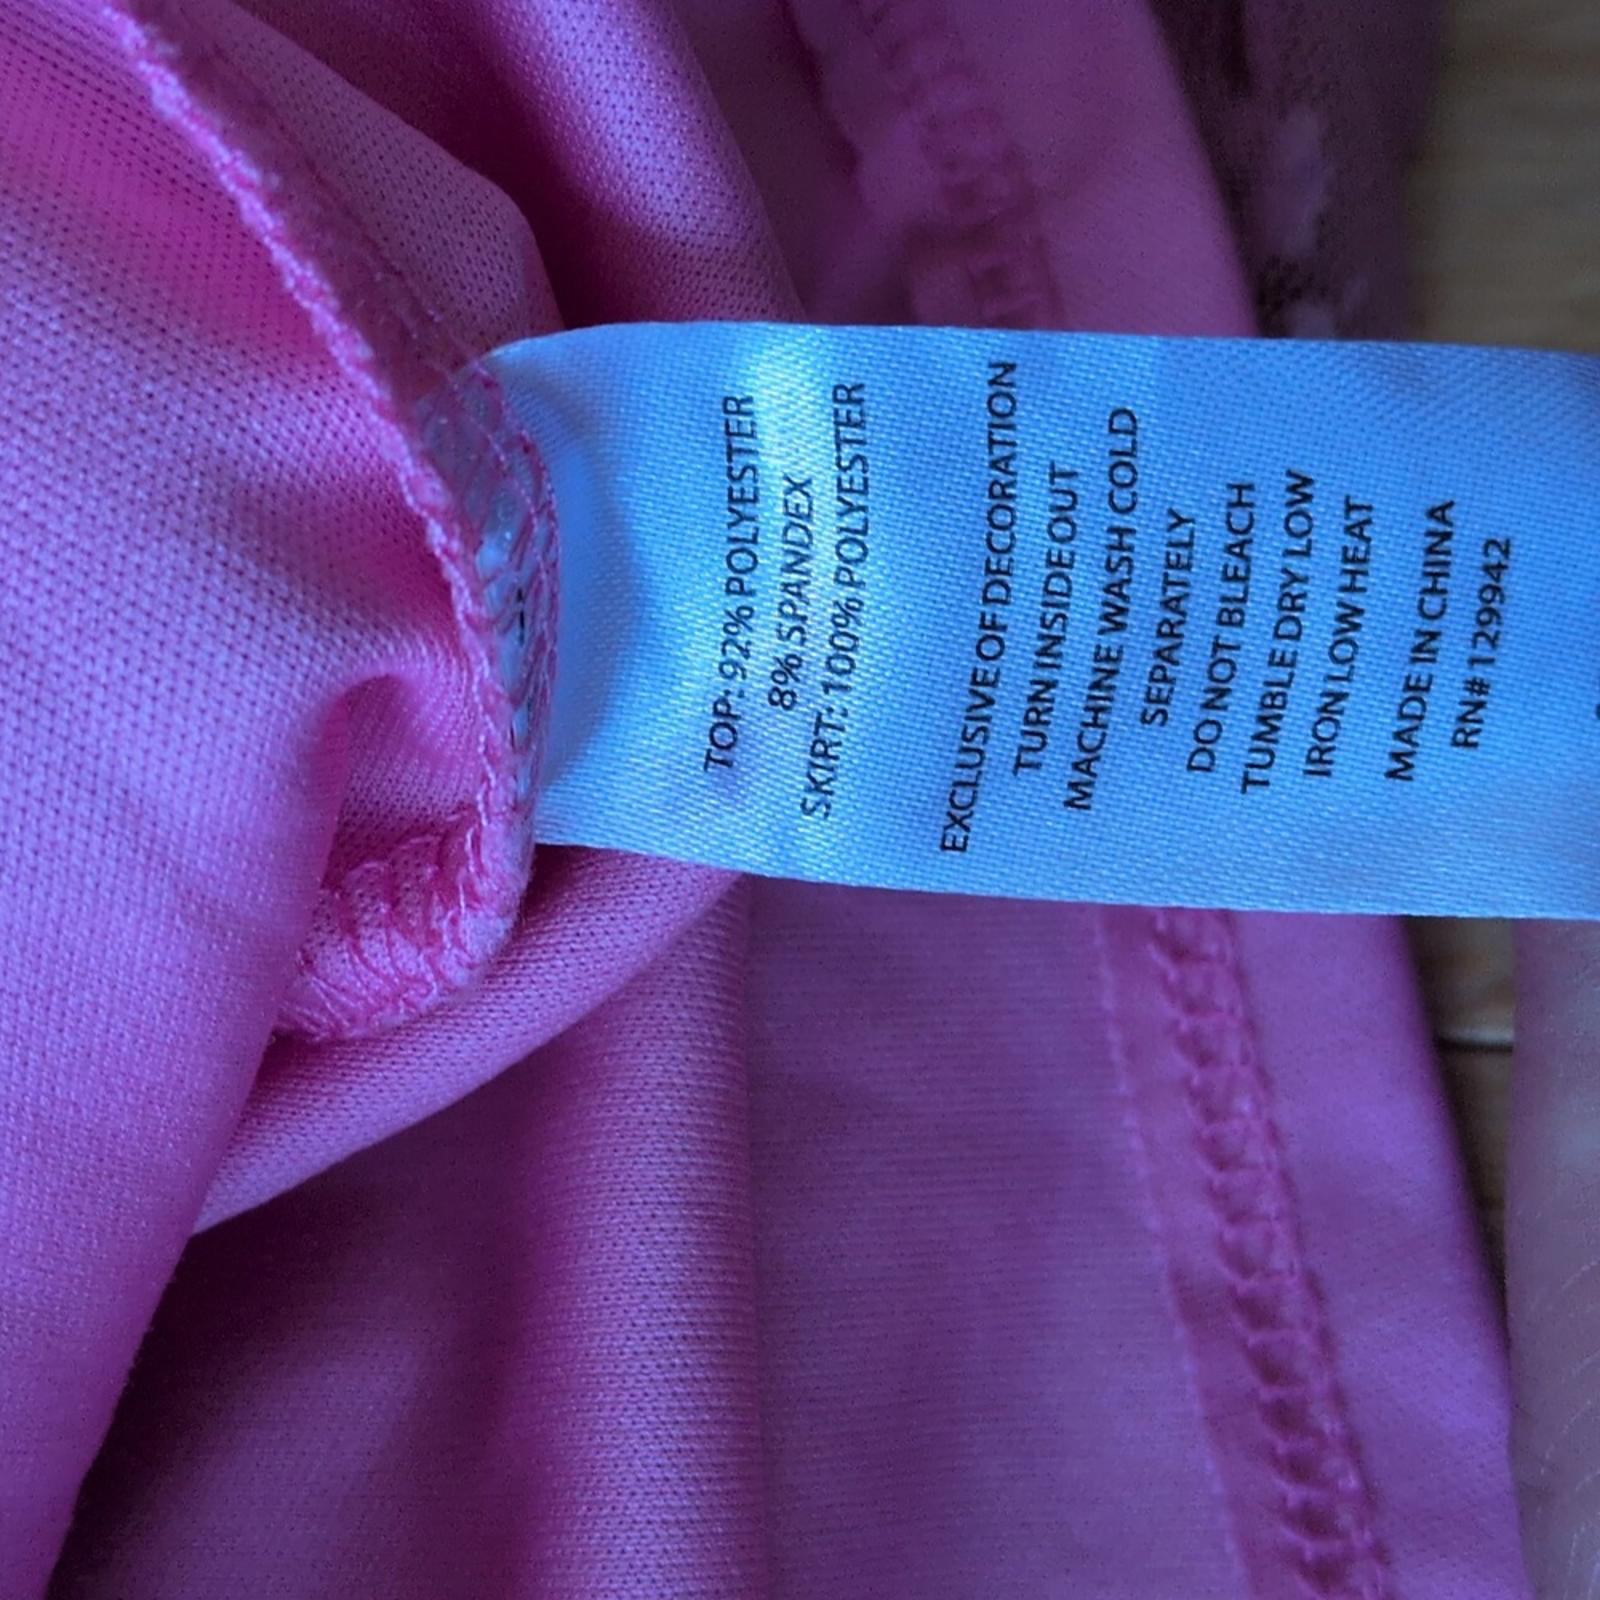 TOP: 92% POLYESTER
8% SPANDEX
SKIRT: 100% POLYESTER
EXCLUSIVE OF DECORATION
TURN INSIDE OUT
MACHINE WASH COLD
SEPARATELY
DO NOT BLEACH
TUMBLE DRY LOW
IRON LOW HEAT
MADE IN CHINA
RN# 129942